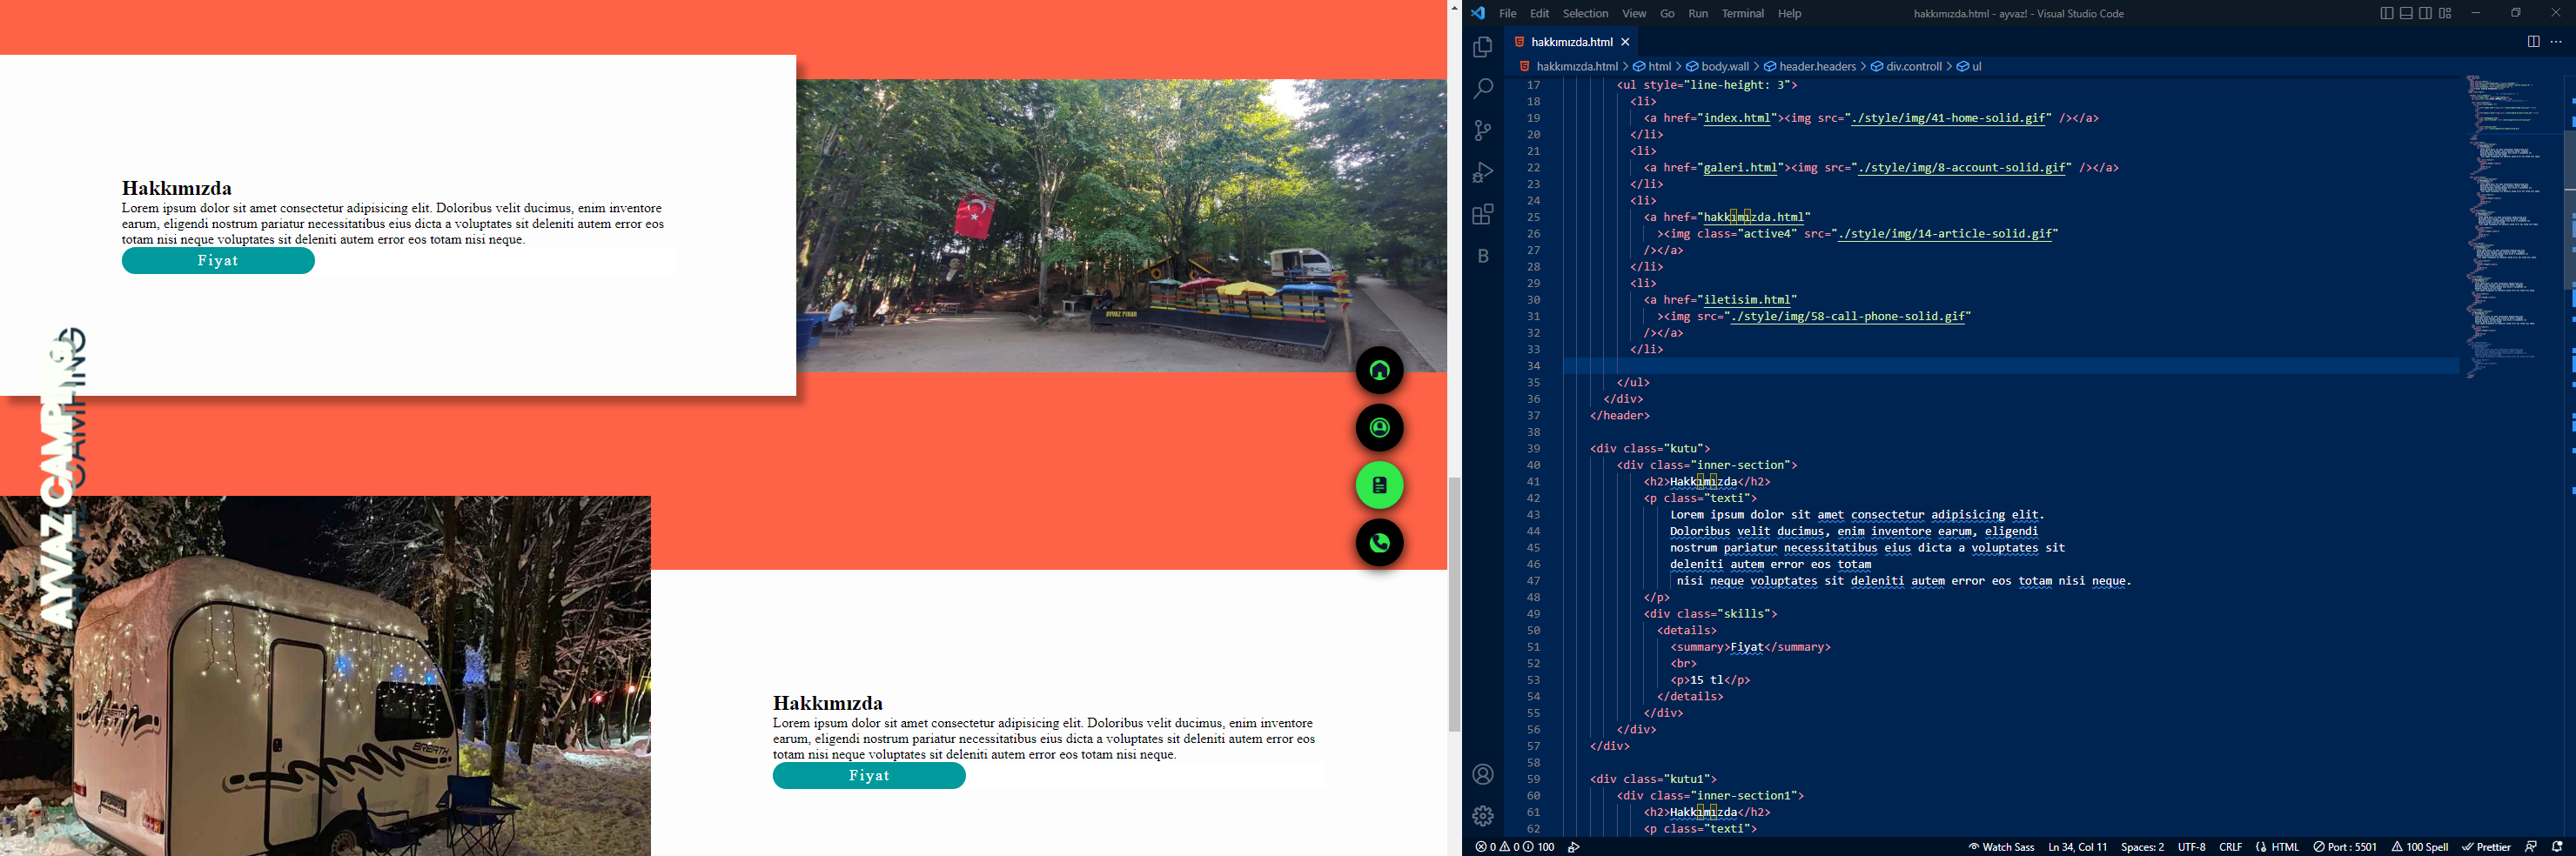 Hakkımızda
Lorem ipsum dolor sit amet consectetur adipisicing elit. Doloribus velit ducimus, enim inventore
earum, eligendi nostrum pariatur necessitatibus eius dicta a voluptates sit deleniti autem error eos
totam nisi neque voluptates sit deleniti autem error eos totam nisi neque.
Fiyat
AYVAZ PINAR
AYVAZ CAMPING
CAMPING
BREATH
BREATH
Hakkımızda
Lorem ipsum dolor sit amet consectetur adipisicing elit. Doloribus velit ducimus, enim inventore
earum, eligendi nostrum pariatur necessitatibus eius dicta a voluptates sit deleniti autem error eos
totam nisi neque voluptates sit deleniti autem error eos totam nisi neque.
Fiyat
File Edit Selection View Go Run Terminal Help hakkımızda.html - ayvaz! - Visual Studio Code
hakkımızda.html
hakkımızda.html > html > body.wall > header.headers > div.controll > ul
B
17 <ul style="line-height: 3">
18 <li>
19 <a href="index.html"><img src="./style/img/41-home-solid.gif" /></a>
20 </li>
21 <li>
22 <a href="galeri.html"><img src="./style/img/8-account-solid.gif" /></a>
23 </li>
24 <li>
25 <a href="hakkımızda.html"
26 ><img class="active4" src="./style/img/14-article-solid.gif"
27 /></a>
28 </li>
29 <li>
30 <a href="iletisim.html"
31 ><img src="./style/img/58-call-phone-solid.gif"
32 /></a>
33 </li>
34
35 </ul>
36 </div>
37 </header>
38
39 <div class="kutu">
40 <div class="inner-section">
41 <h2>Hakkımızda</h2>
42 <p class="texti">
43 Lorem ipsum dolor sit amet consectetur adipisicing elit.
44 Doloribus velit ducimus, enim inventore earum, eligendi
45 nostrum pariatur necessitatibus eius dicta a voluptates sit
46 deleniti autem error eos totam
47 nisi neque voluptates sit deleniti autem error eos totam nisi neque.
48 </p>
49 <div class="skills">
50 <details>
51 <summary>Fiyat</summary>
52 <br>
53 <p>15 tl</p>
54 </details>
55 </div>
56 </div>
57 </div>
58
59 <div class="kutu1">
60 <div class="inner-section1">
61 <h2>Hakkımızda</h2>
62 <p class="texti">
0 0 100 Watch Sass Ln 34, Col 11 Spaces: 2 UTF-8 CRLF HTML Port : 5501 100 Spell Prettier